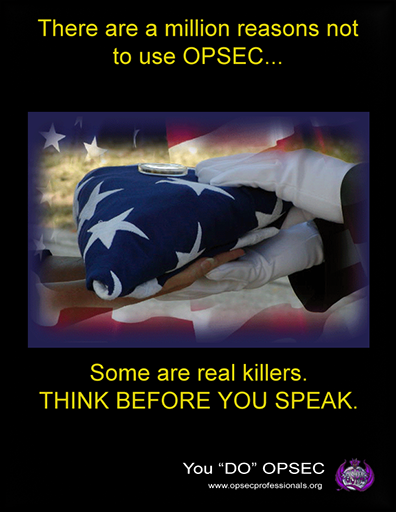 There are a million reasons not
to use OPSEC...
Some are real killers.
THINK BEFORE YOU SPEAK.
You “DO” OPSEC
www.opsecprofessionals.org